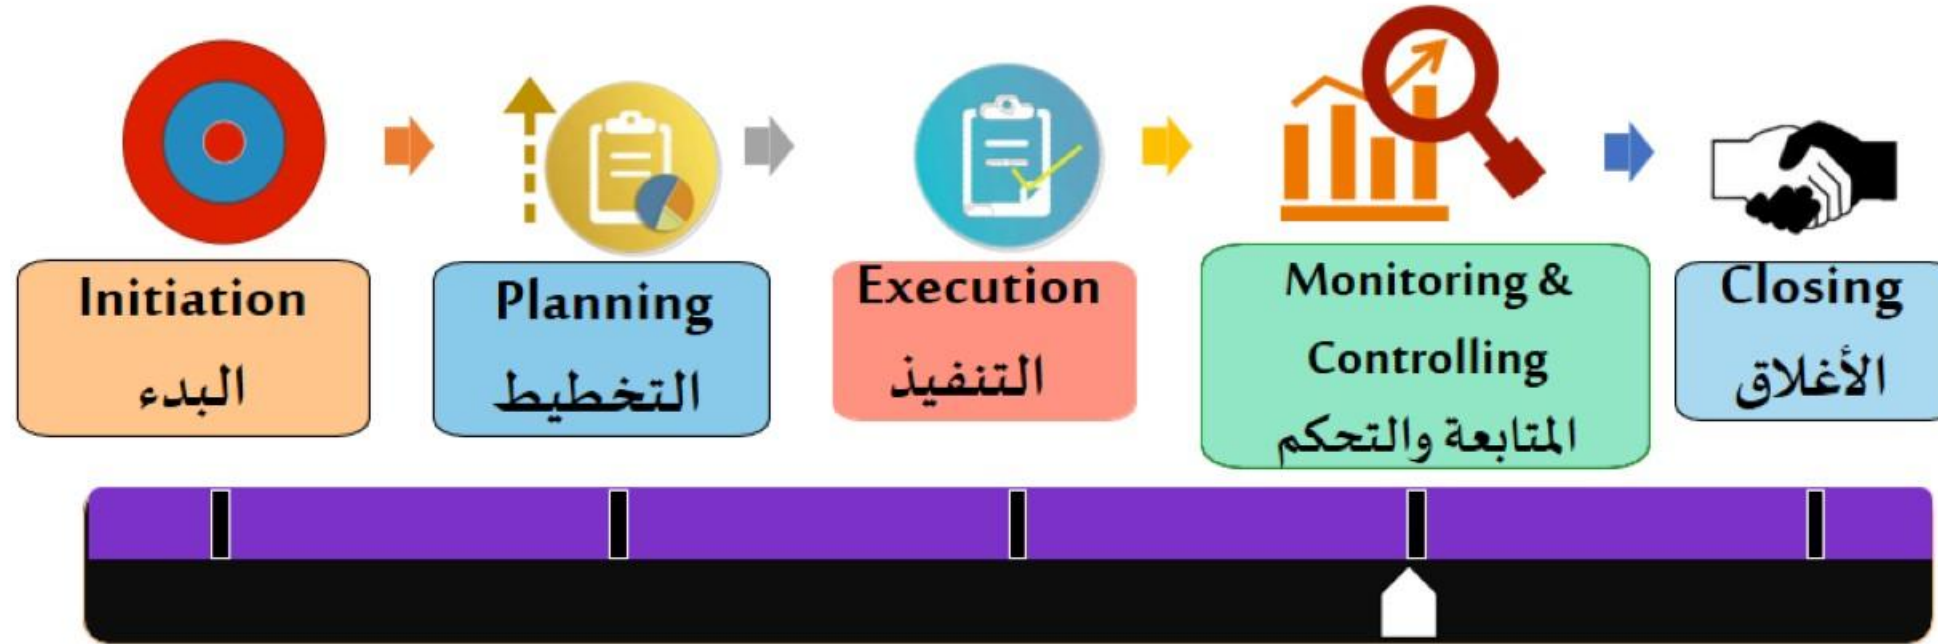 Initiation
البدء
Planning
التخطيط
Execution
التنفيذ
Monitoring &
Controlling
المتابعة والتحكم
Closing
الأغلاق